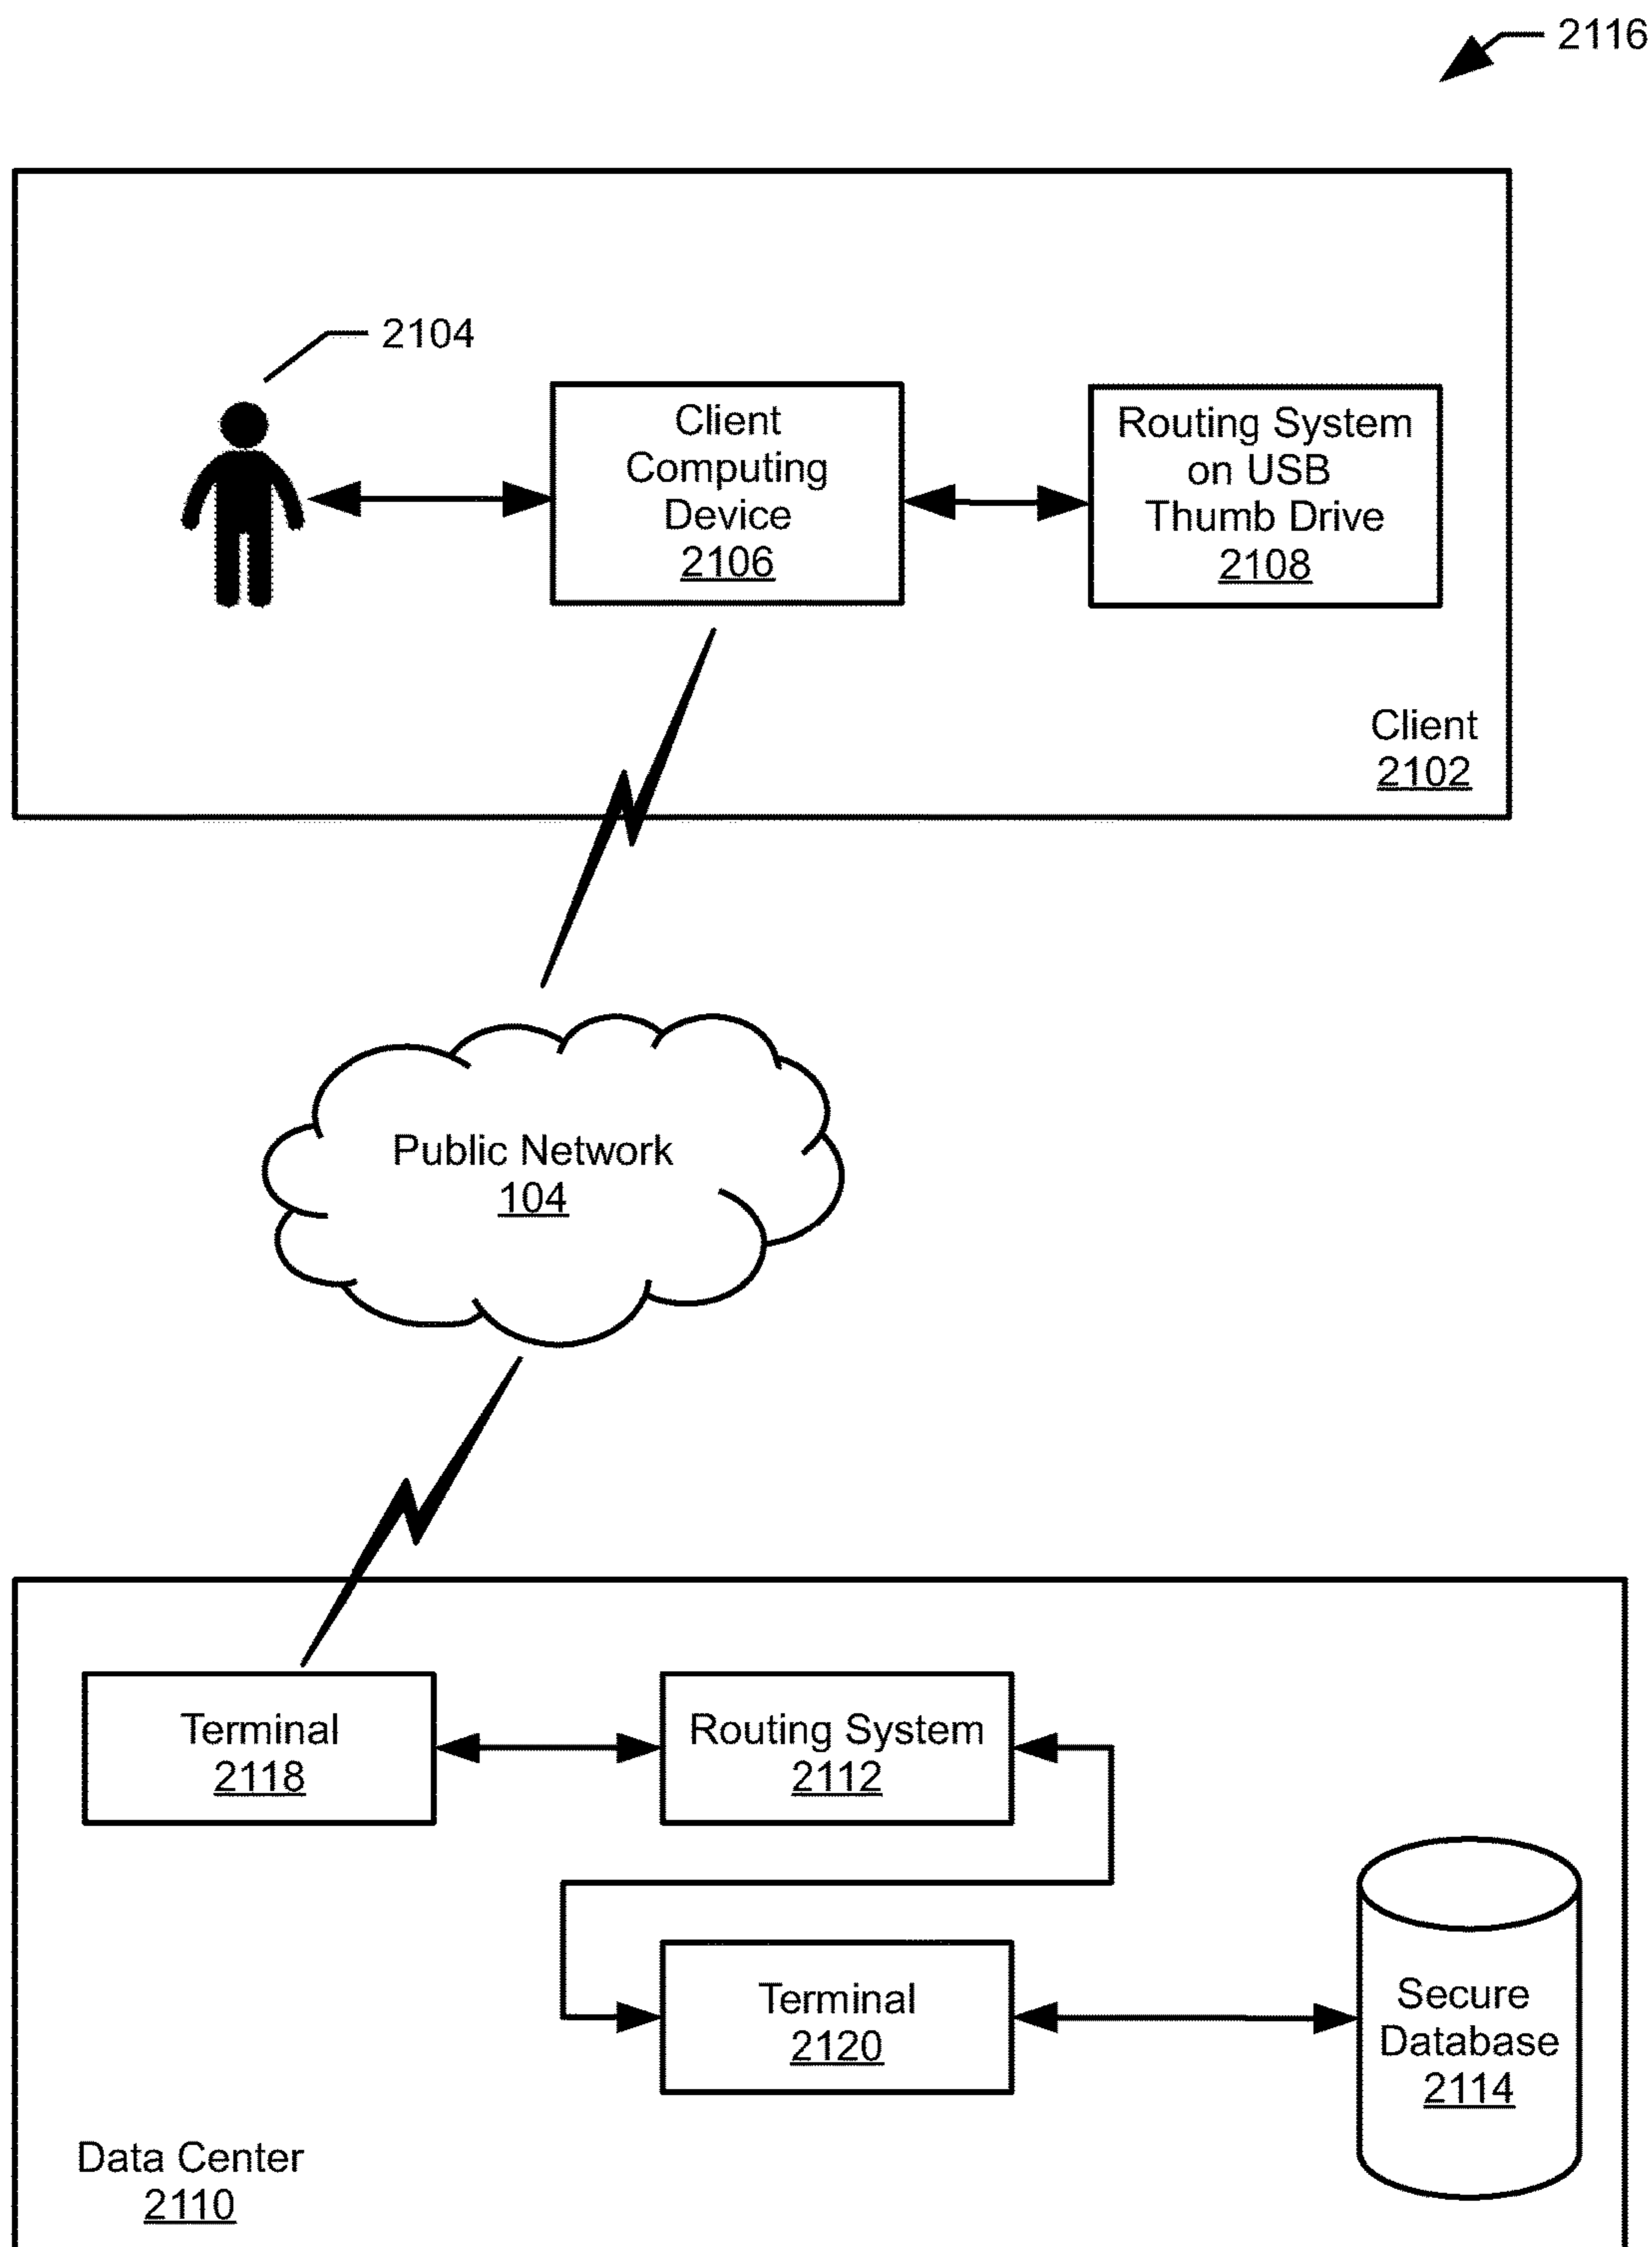 2116
2104
Client
Computing
Device
2106
Routing System
on USB
Thumb Drive
2108
Client
2102
Public Network
104
Terminal
2118
Routing System
2112
Terminal
2120
Secure
Database
2114
Data Center
2110